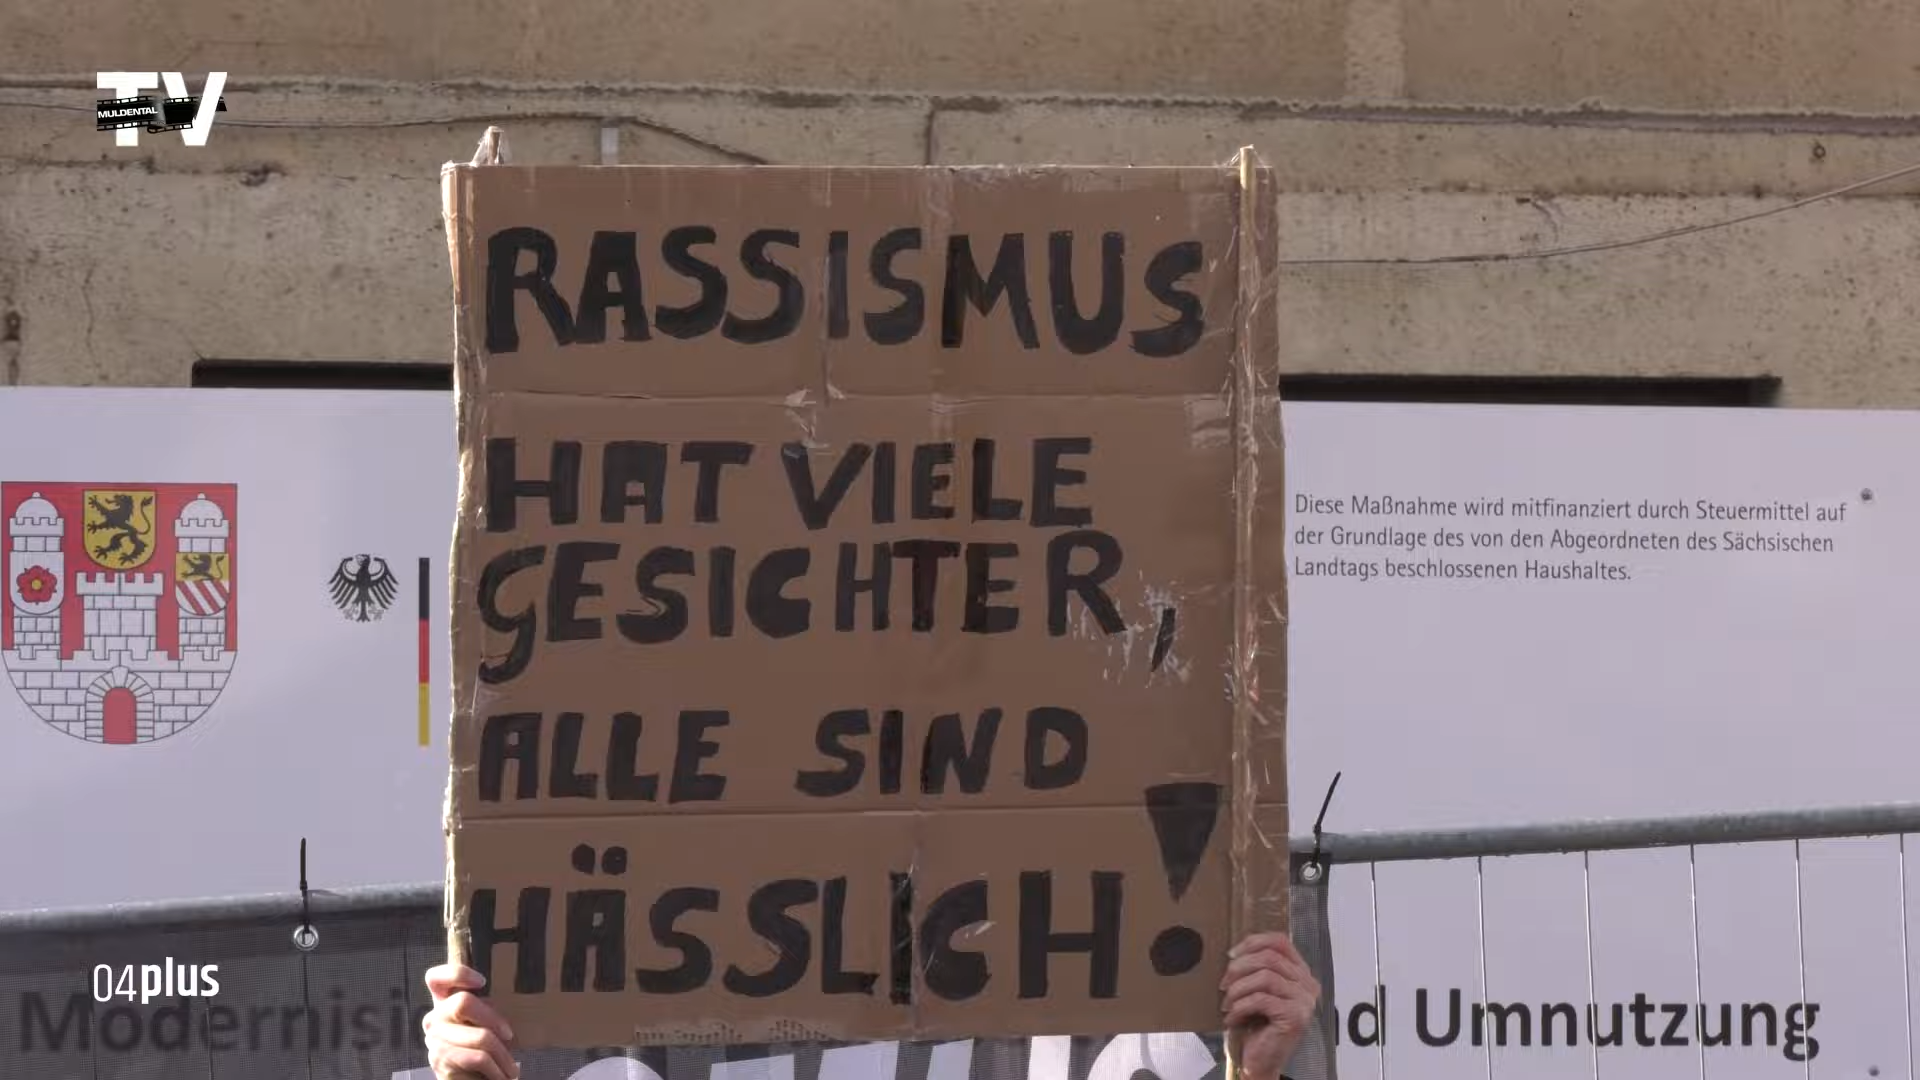 TV
MULDENTAL
RASSISMUS
HAT VIELE
GESICHTER,
ALLE SIND
HÄSSLICH!
Diese Maßnahme wird mitfinanziert durch Steuermittel auf
der Grundlage des von den Abgeordneten des Sächsischen
Landtags beschlossenen Haushaltes.
04plus
Modernisi
nd Umnutzung